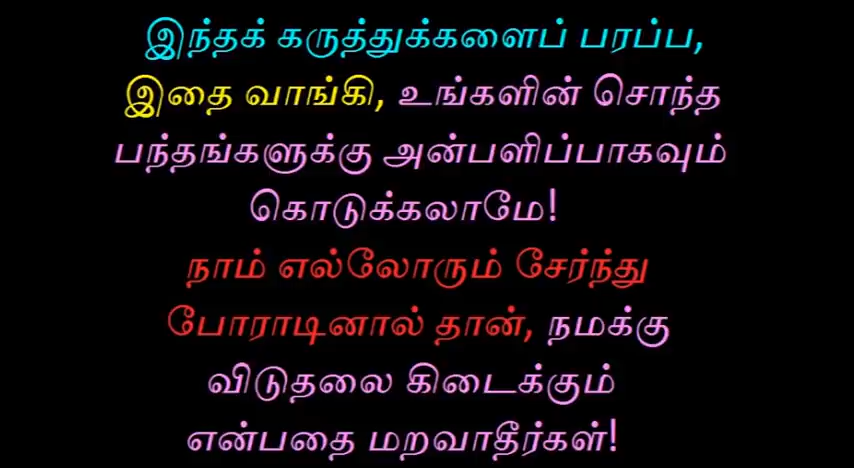 இந்தக் கருத்துக்களைப் பரப்ப,
இதை வாங்கி, உங்களின் சொந்த
பந்தங்களுக்கு அன்பளிப்பாகவும்
கொடுக்கலாமே!
நாம் எல்லோரும் சேர்ந்து
போராடினால் தான், நமக்கு
விடுதலை கிடைக்கும்
என்பதை மறவாதீர்கள்!